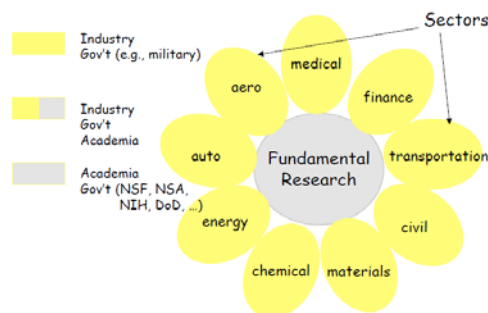 Sectors
Industry
Gov't (e.g., military)
Industry
Gov't
Academia
Academia
Gov't (NSF, NSA,
NIH, DoD, ...)
medical
aero
finance
auto
Fundamental
Research
transportation
energy
civil
chemical
materials